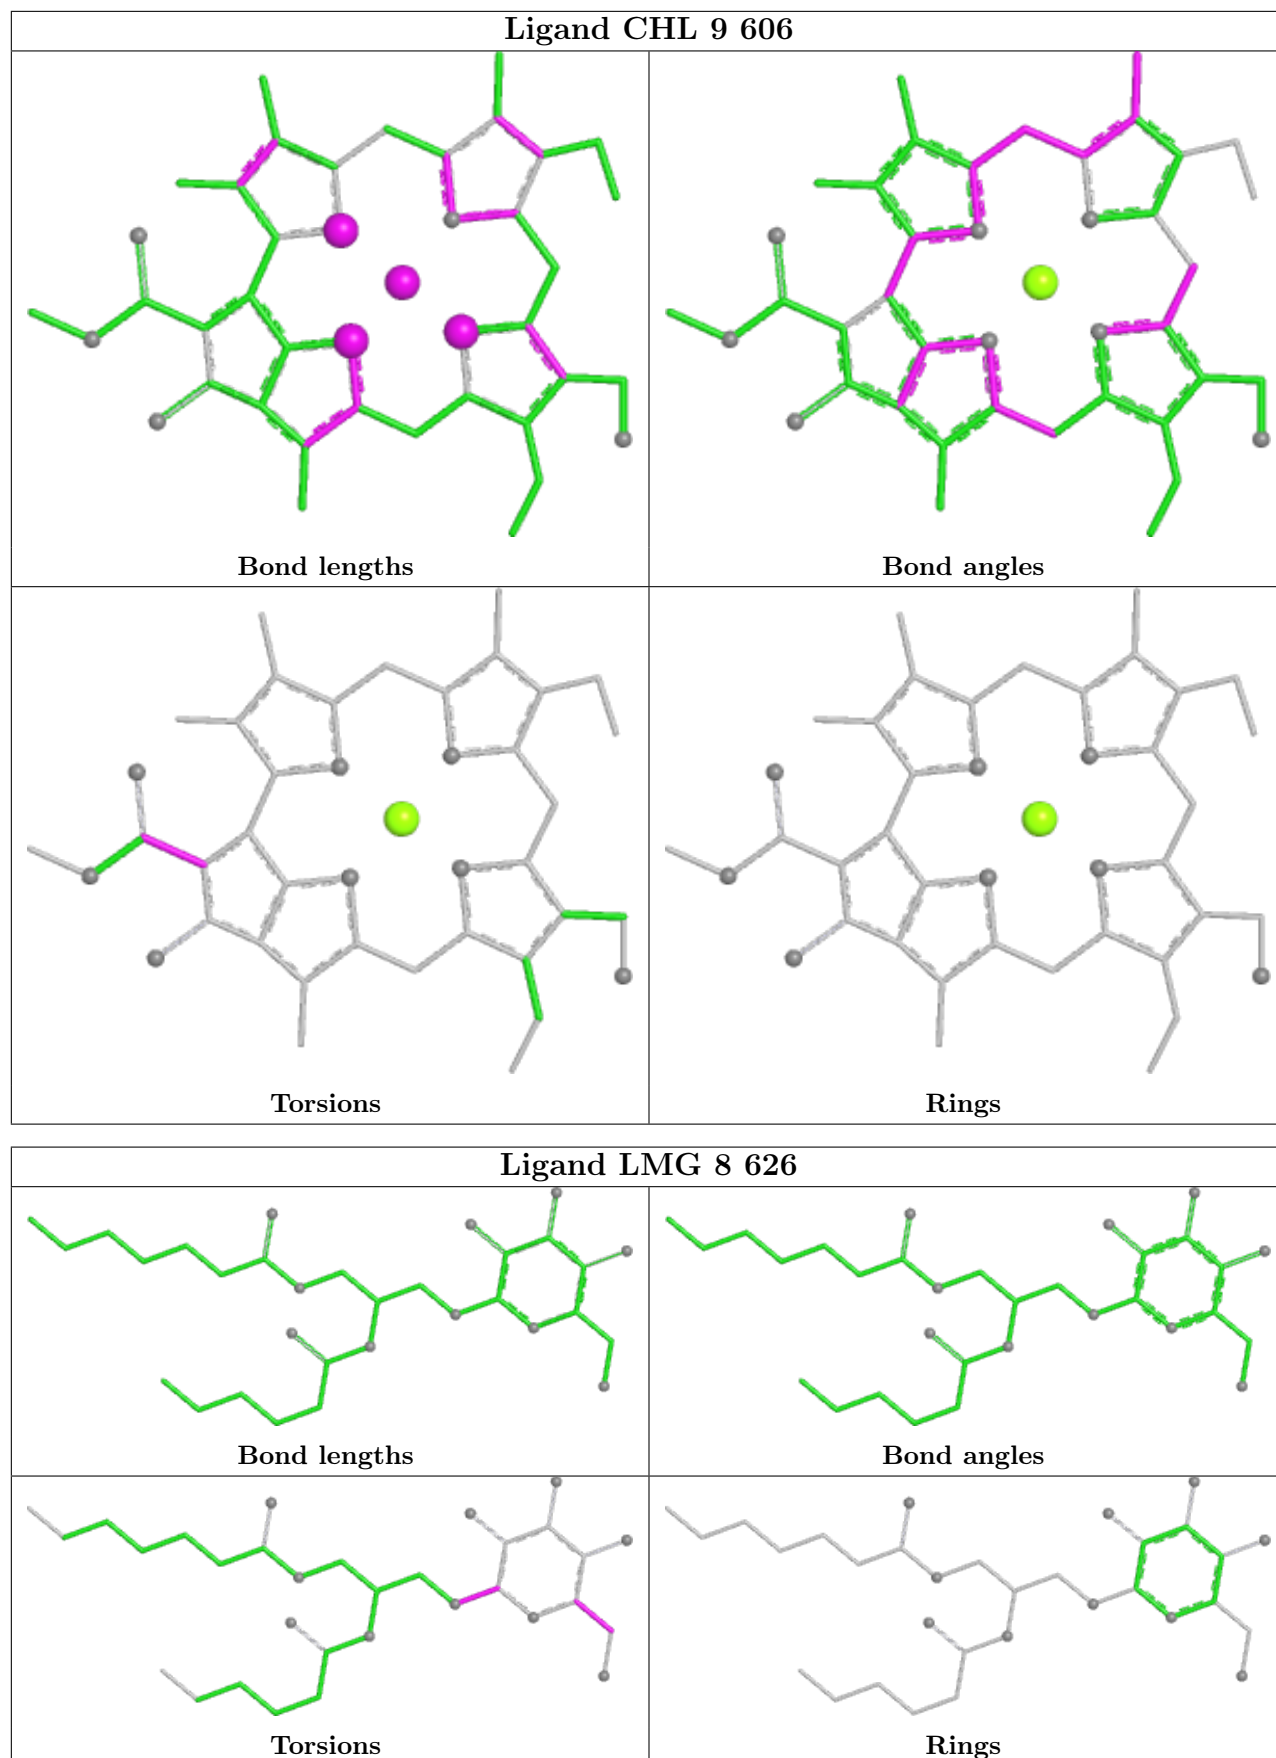 Ligand CHL 9 606
Bond lengths
Bond angles
Torsions
Rings
Ligand LMG 8 626
Bond lengths
Bond angles
Torsions
Rings